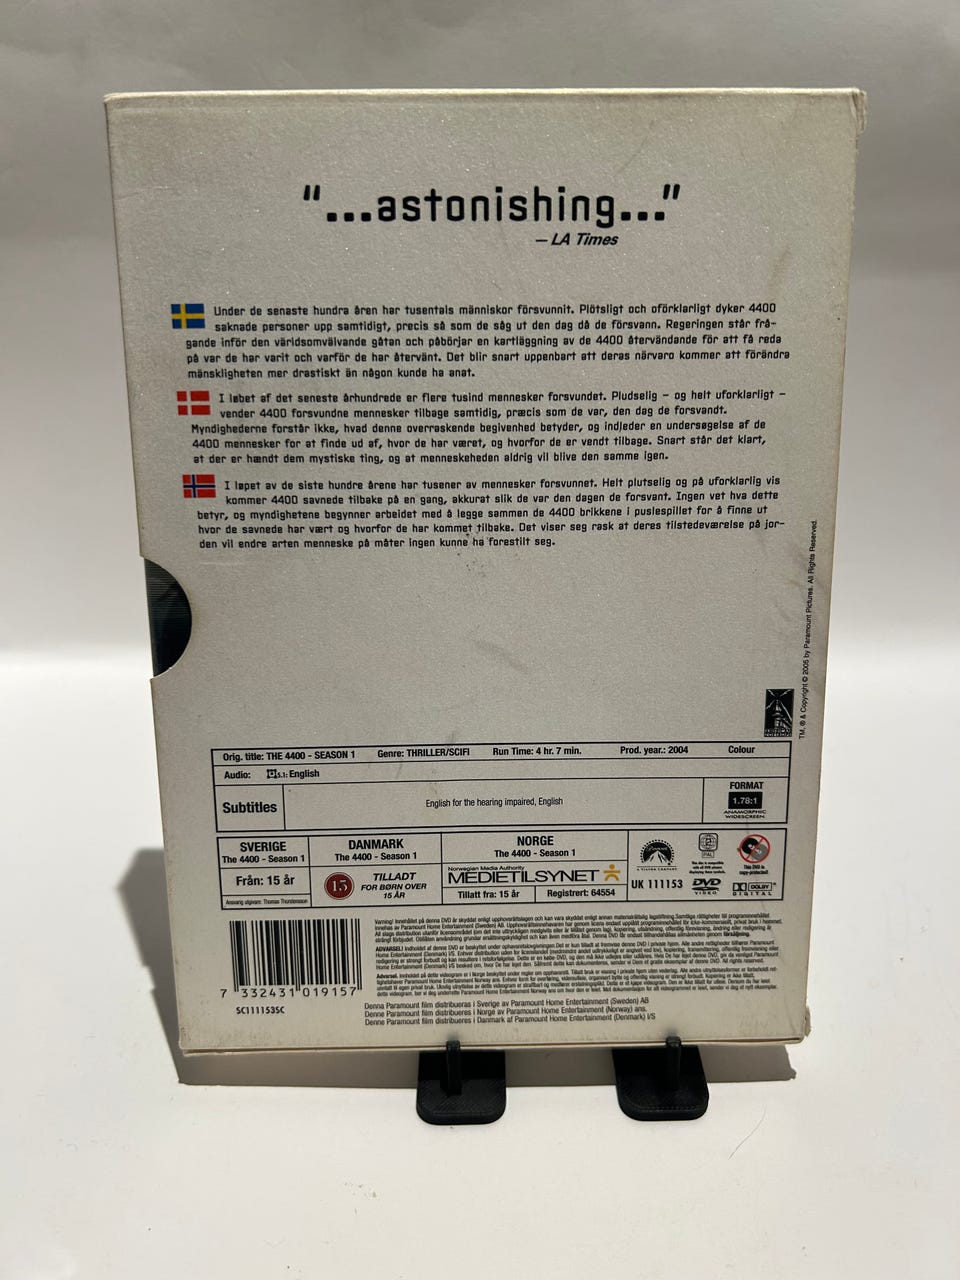 "...astonishing..."
– LA Times
Under de senaste hundra åren har tusentals människor försvunnit. Plötsligt och oförklarligt dyker 4400
saknade personer upp samtidigt, precis så som de såg ut den dag då de försvann. Regeringen står frå-
gande inför den världsomvälvande gåtan och påbörjar en kartläggning av de 4400 återvändande för att få reda
på var de har varit och varför de har återvänt. Det blir snart uppenbart att deras närvaro kommer att förändra
mänskligheten mer drastiskt än någon kunde ha anat.
I løbet af det seneste århundrede er flere tusind mennesker forsvundet. Pludselig – og helt uforklarligt –
vender 4400 forsvundne mennesker tilbage samtidig, præcis som de var, den dag de forsvandt.
Myndighederne forstår ikke, hvad denne overraskende begivenhed betyder, og indleder en undersøgelse af de
4400 mennesker for at finde ud af, hvor de har været, og hvorfor de er vendt tilbage. Snart står det klart,
at der er hændt dem mystiske ting, og at menneskeheden aldrig vil blive den samme igen.
I løpet av de siste hundre årene har tusener av mennesker forsvunnet. Helt plutselig og på uforklarlig vis
kommer 4400 savnede tilbake på en gang, akkurat slik de var den dagen de forsvant. Ingen vet hva dette
betyr, og myndighetene begynner arbeidet med å legge sammen de 4400 brikkene i puslespillet for å finne ut
hvor de savnede har vært og hvorfor de har kommet tilbake. Det viser seg rask at deres tilstedeværelse på jor-
den vil endre arten menneske på måter ingen kunne ha forestilt seg.
TM, ® & Copyright © 2005 by Paramount Pictures. All Rights Reserved.
Orig. title: THE 4400 - SEASON 1 Genre: THRILLER/SCIFI Run Time: 4 hr. 7 min. Prod. year.: 2004 Colour
Audio: 5.1: English
Subtitles English for the hearing impaired, English
FORMAT
1.78:1
ANAMORPHIC
WIDESCREEN
SVERIGE
The 4400 - Season 1
Från: 15 år
Ansvarig utgivare: Thomas Thorstensson
DANMARK
The 4400 - Season 1
15 TILLADT
FOR BØRN OVER
15 ÅR
NORGE
The 4400 - Season 1
Norwegian Media Authority
MEDIETILSYNET
Tillatt fra: 15 år Registrert: 64554
Paramount
UK 111153
2
PAL
DVD
VIDEO
This DVD is
copy-protected!
DOLBY
DIGITAL
7 332431 019157
SC111153SC
Denna Paramount film distribueras i Sverige av Paramount Home Entertainment (Sweden) AB
Denne Paramount film distribueres i Norge av Paramount Home Entertainment (Norway) ans.
Denne Paramount film distribueres i Danmark af Paramount Home Entertainment (Denmark) I/S